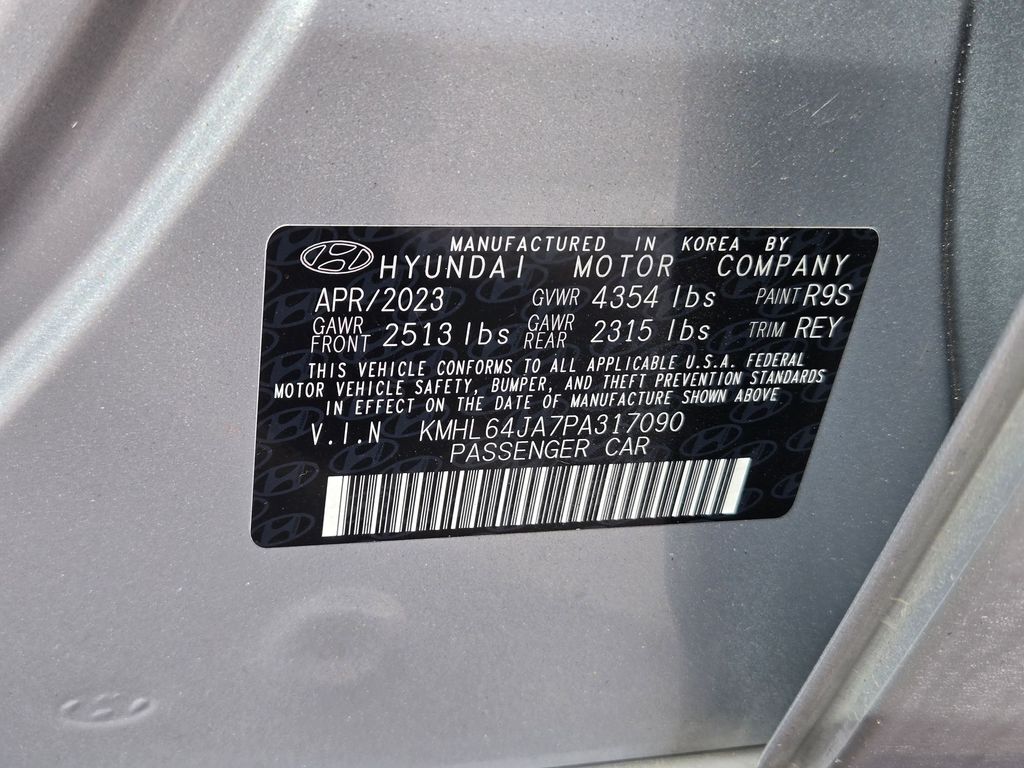 MANUFACTURED IN KOREA BY
HYUNDAI MOTOR COMPANY
APR/2023 GVWR 4354 lbs PAINT R9S
GAWR FRONT 2513 lbs GAWR REAR 2315 lbs TRIM REY
THIS VEHICLE CONFORMS TO ALL APPLICABLE U.S.A. FEDERAL
MOTOR VEHICLE SAFETY, BUMPER, AND THEFT PREVENTION STANDARDS
IN EFFECT ON THE DATE OF MANUFACTURE SHOWN ABOVE
V.I.N KMHL64JA7PA317090
PASSENGER CAR